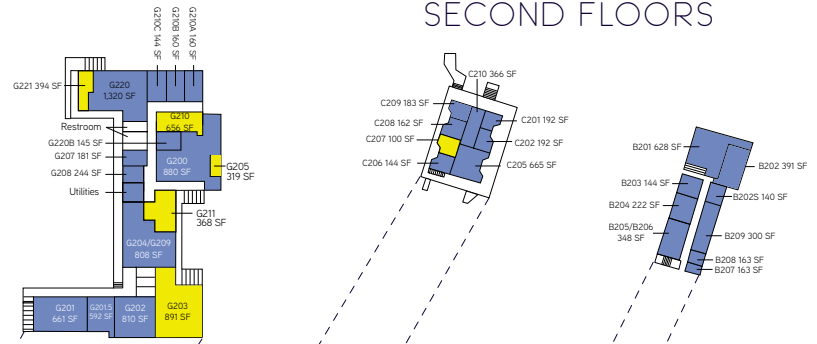 SECOND FLOORS
G210C 144 SF
G210B 160 SF
G210A 160 SF
G221 394 SF
G220
1,320 SF
G210
656 SF
Restroom
G220B 145 SF
G207 181 SF
G200
880 SF
G205
319 SF
G208 244 SF
Utilities
G211
368 SF
G204/G209
808 SF
G201
661 SF
G201.5
592 SF
G202
810 SF
G203
891 SF
C210 366 SF
C209 183 SF
C201 192 SF
C208 162 SF
C207 100 SF
C202 192 SF
C206 144 SF
C205 665 SF
B201 628 SF
B202 391 SF
B203 144 SF
B202S 140 SF
B204 222 SF
B205/B206
348 SF
B209 300 SF
B208 163 SF
B207 163 SF